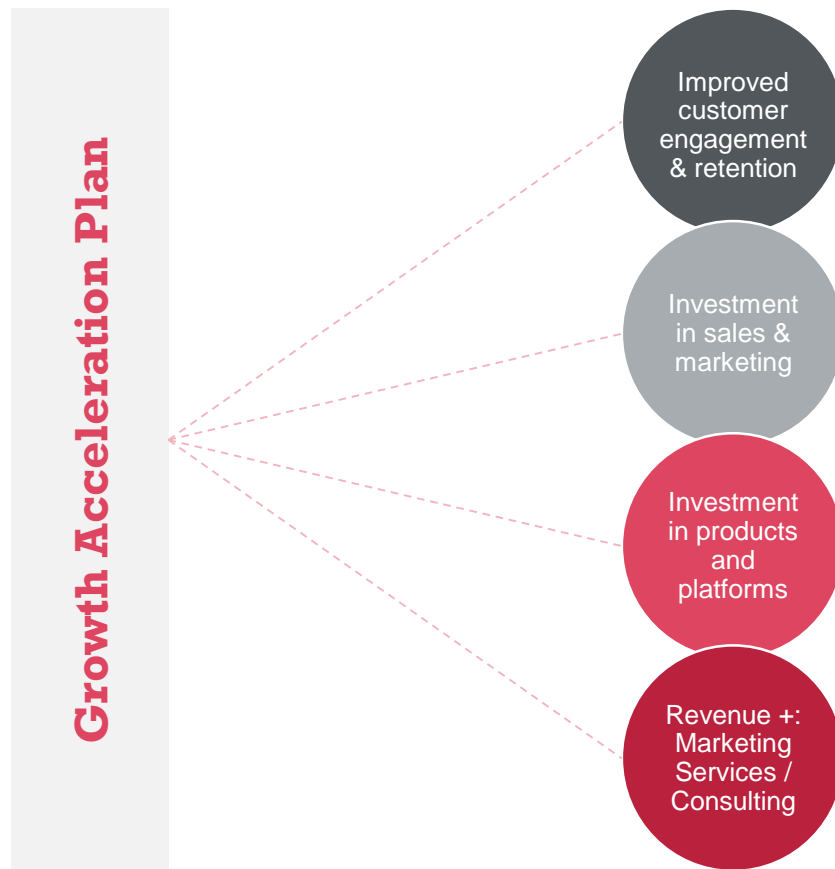 Growth Acceleration Plan
Improved
customer
engagement
& retention
Investment
in sales &
marketing
Investment
in products
and
platforms
Revenue +:
Marketing
Services /
Consulting